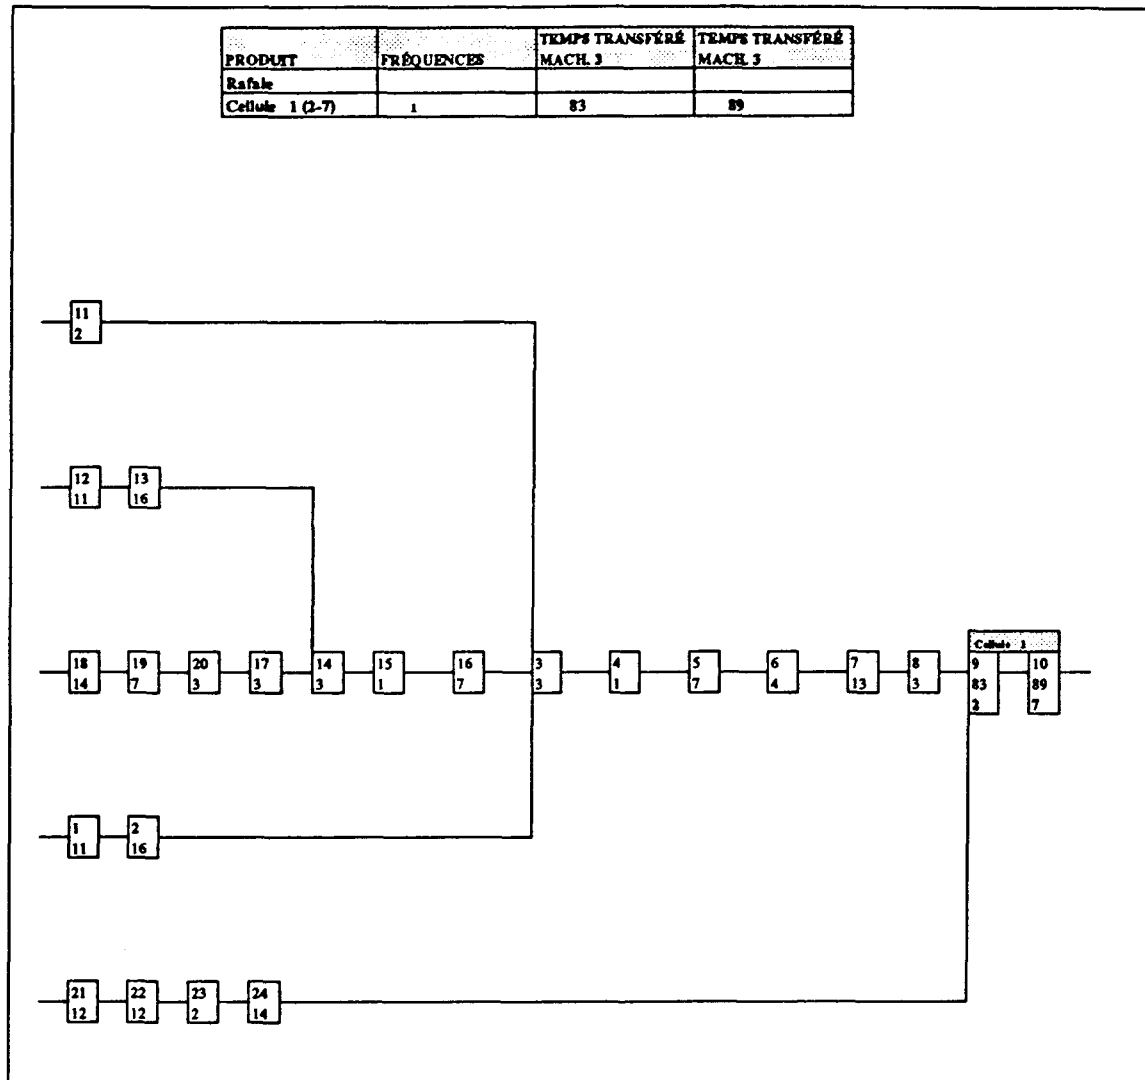 PRODUIT FRÉQUENCES TEMPS TRANSFÉRÉ MACH. 3 TEMPS TRANSFÉRÉ MACH. 3
Rafale
Cellule 1 (2-7) 1 83 89
11
2
12 13
11 16
18 19 20 17 14 15 16 3 4 5 6 7 8
14 7 3 3 3 1 7 3 1 7 4 13 3
Cellule 1
9 10
83 89
2 7
1 2
11 16
21 22 23 24
12 12 2 14